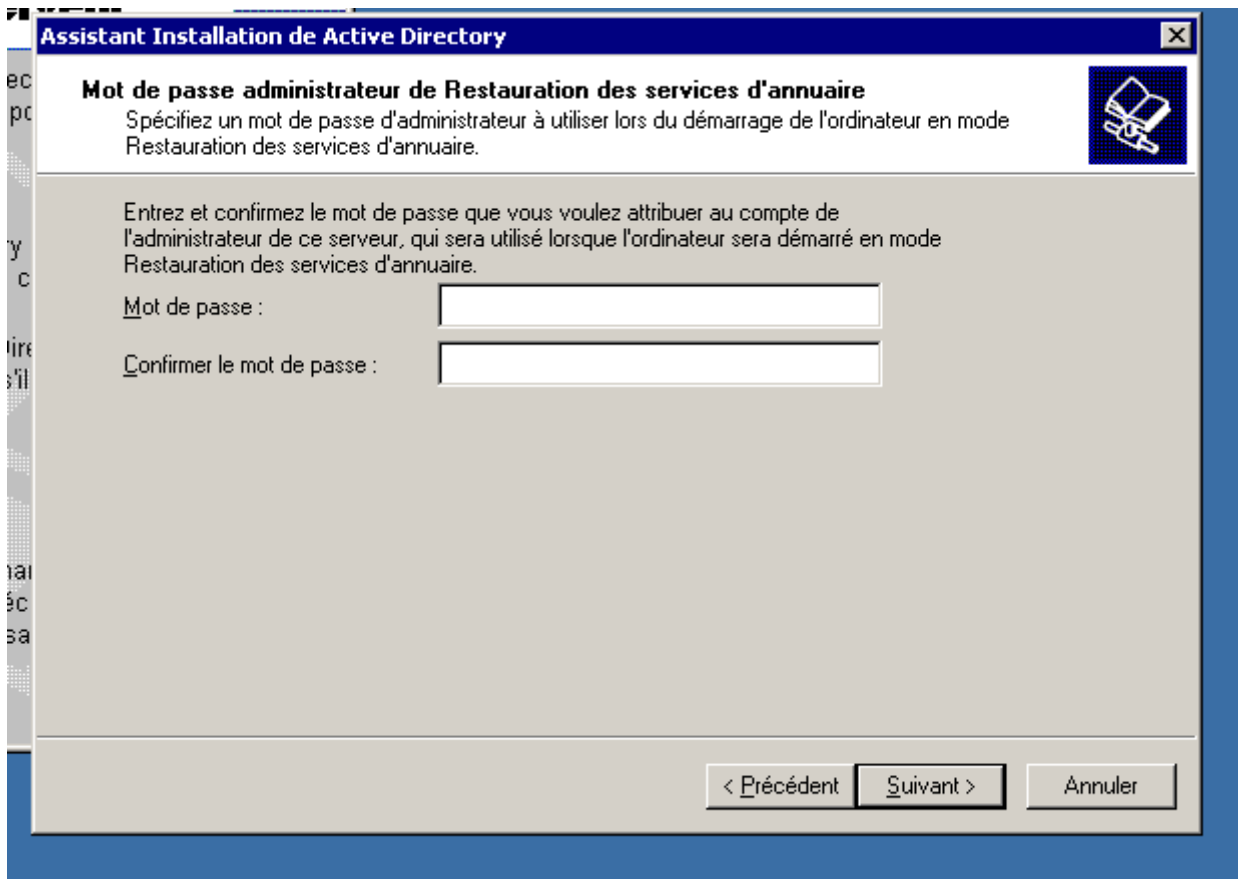 Assistant Installation de Active Directory
Mot de passe administrateur de Restauration des services d'annuaire
Spécifiez un mot de passe d'administrateur à utiliser lors du démarrage de l'ordinateur en mode
Restauration des services d'annuaire.
Entrez et confirmez le mot de passe que vous voulez attribuer au compte de
l'administrateur de ce serveur, qui sera utilisé lorsque l'ordinateur sera démarré en mode
Restauration des services d'annuaire.
Mot de passe :
Confirmer le mot de passe :
< Précédent
Suivant >
Annuler